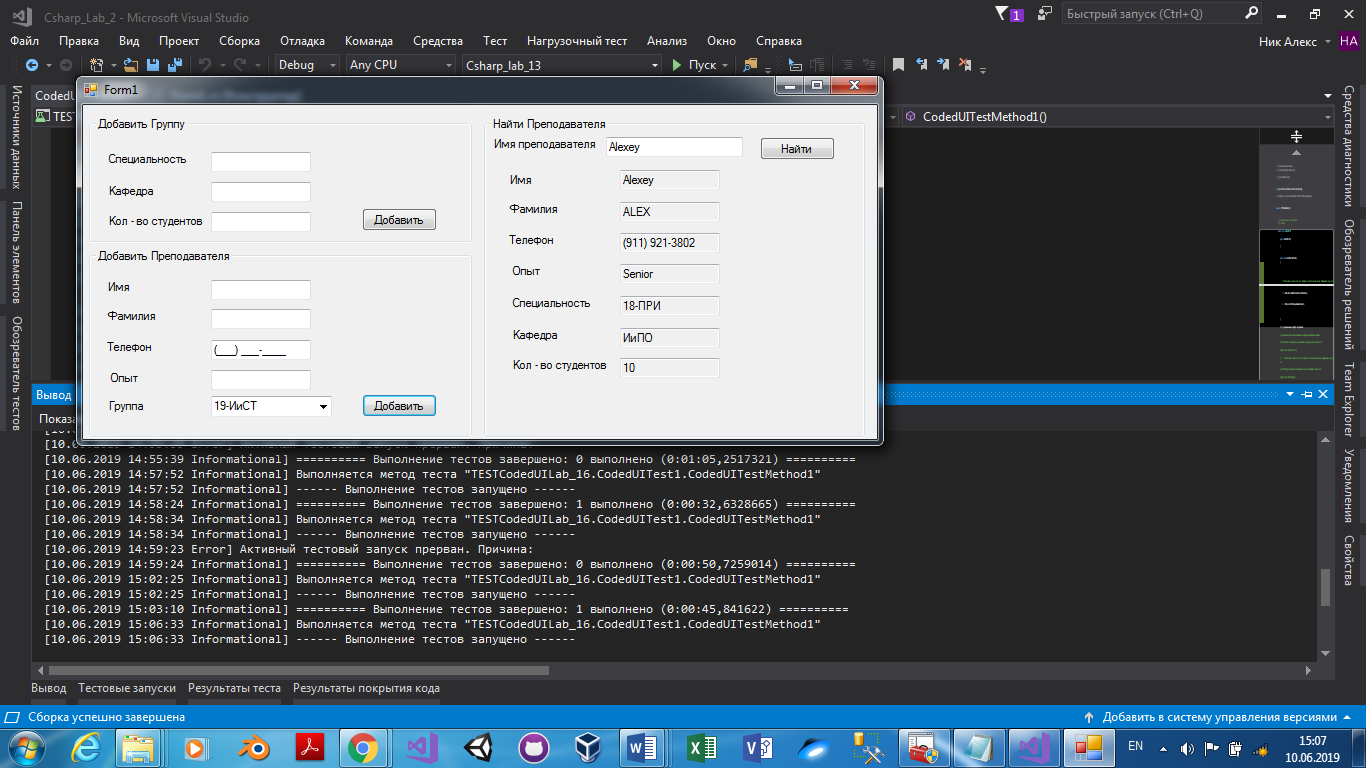 Csharp_Lab_2 - Microsoft Visual Studio
1
Быстрый запуск (Ctrl+Q)
Файл Правка Вид Проект Сборка Отладка Команда Средства Тест Нагрузочный тест Анализ Окно Справка
Ник Алекс НА
Debug Any CPU Csharp_lab_13 Пуск
Form1
CodedUITestMethod1()
Источники данных
Панель элементов
Обозреватель тестов
Добавить Группу
Специальность
Кафедра
Кол - во студентов
Добавить
Добавить Преподавателя
Имя
Фамилия
Телефон (___) ___-____
Опыт
Группа 19-ИиСТ Добавить
Найти Преподавателя
Имя преподавателя Alexey Найти
Имя Alexey
Фамилия ALEX
Телефон (911) 921-3802
Опыт Senior
Специальность 18-ПРИ
Кафедра ИиПО
Кол - во студентов 10
Средства диагностики
Обозреватель решений
Team Explorer
Уведомления
Свойства
Вывод
[10.06.2019 14:55:39 Informational] ========== Выполнение тестов завершено: 0 выполнено (0:01:05,2517321) ==========
[10.06.2019 14:57:52 Informational] Выполняется метод теста "TESTCodedUILab_16.CodedUITest1.CodedUITestMethod1"
[10.06.2019 14:57:52 Informational] ------ Выполнение тестов запущено ------
[10.06.2019 14:58:24 Informational] ========== Выполнение тестов завершено: 1 выполнено (0:00:32,6328665) ==========
[10.06.2019 14:58:34 Informational] Выполняется метод теста "TESTCodedUILab_16.CodedUITest1.CodedUITestMethod1"
[10.06.2019 14:58:34 Informational] ------ Выполнение тестов запущено ------
[10.06.2019 14:59:23 Error] Активный тестовый запуск прерван. Причина:
[10.06.2019 14:59:24 Informational] ========== Выполнение тестов завершено: 0 выполнено (0:00:50,7259014) ==========
[10.06.2019 15:02:25 Informational] Выполняется метод теста "TESTCodedUILab_16.CodedUITest1.CodedUITestMethod1"
[10.06.2019 15:02:25 Informational] ------ Выполнение тестов запущено ------
[10.06.2019 15:03:10 Informational] ========== Выполнение тестов завершено: 1 выполнено (0:00:45,841622) ==========
[10.06.2019 15:06:33 Informational] Выполняется метод теста "TESTCodedUILab_16.CodedUITest1.CodedUITestMethod1"
[10.06.2019 15:06:33 Informational] ------ Выполнение тестов запущено ------
Вывод Тестовые запуски Результаты теста Результаты покрытия кода
Сборка успешно завершена
Добавить в систему управления версиями
EN
15:07
10.06.2019